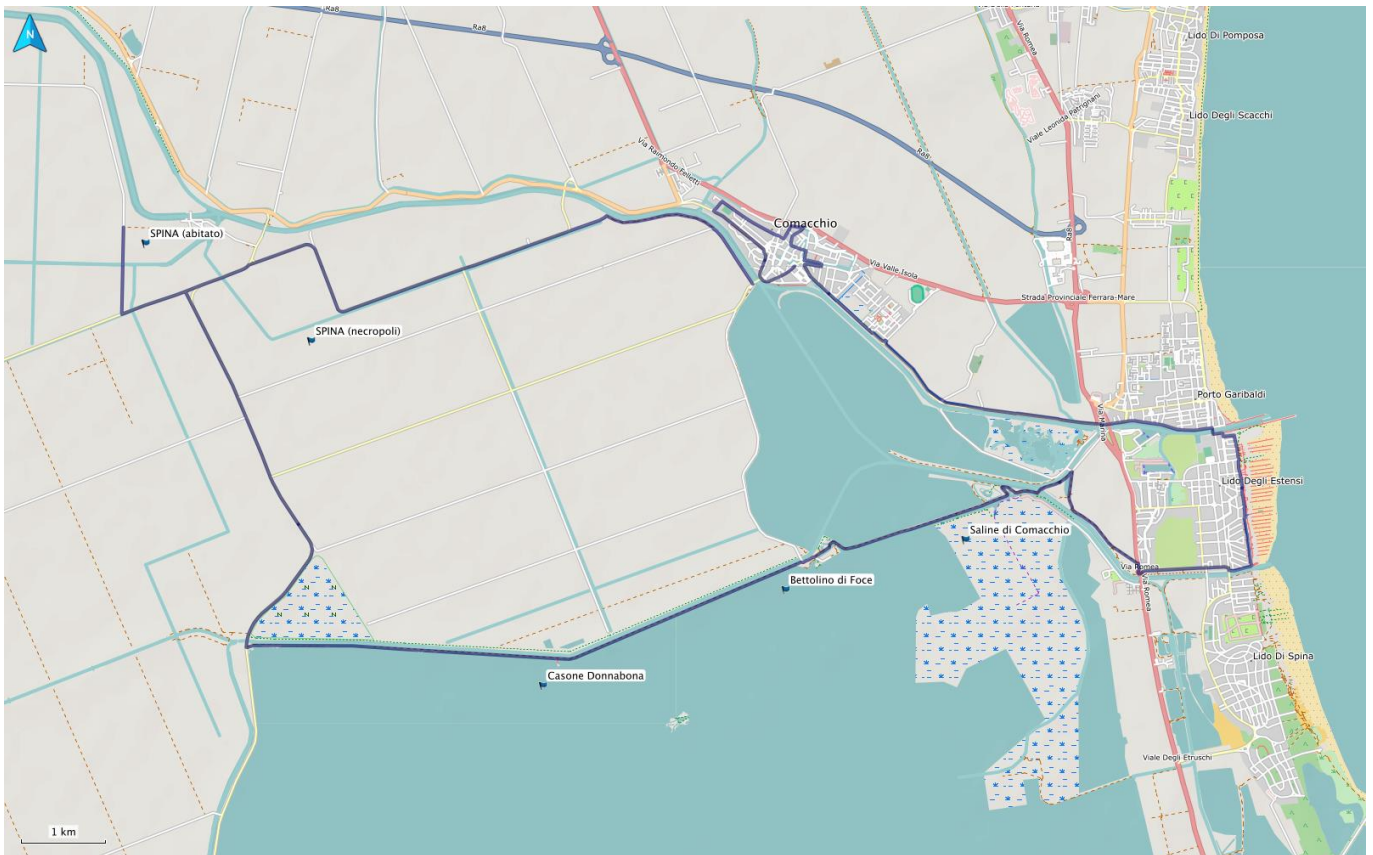 N
Ra8
Via Romea
Lido Di Pomposa
Ra8
Viale Leonida Patrignani
Lido Degli Scacchi
Via Raimondo Felletti
Ra8
Comacchio
SPINA (abitato)
Ra8
Via Valle Isola
Strada Provinciale Ferrara-Mare
SPINA (necropoli)
Porto Garibaldi
Via Marina
Lido Degli Estensi
Saline di Comacchio
Via Romea
Bettolino di Foce
Via Romea
Lido Di Spina
Casone Donnabona
Viale Degli Etruschi
1 km